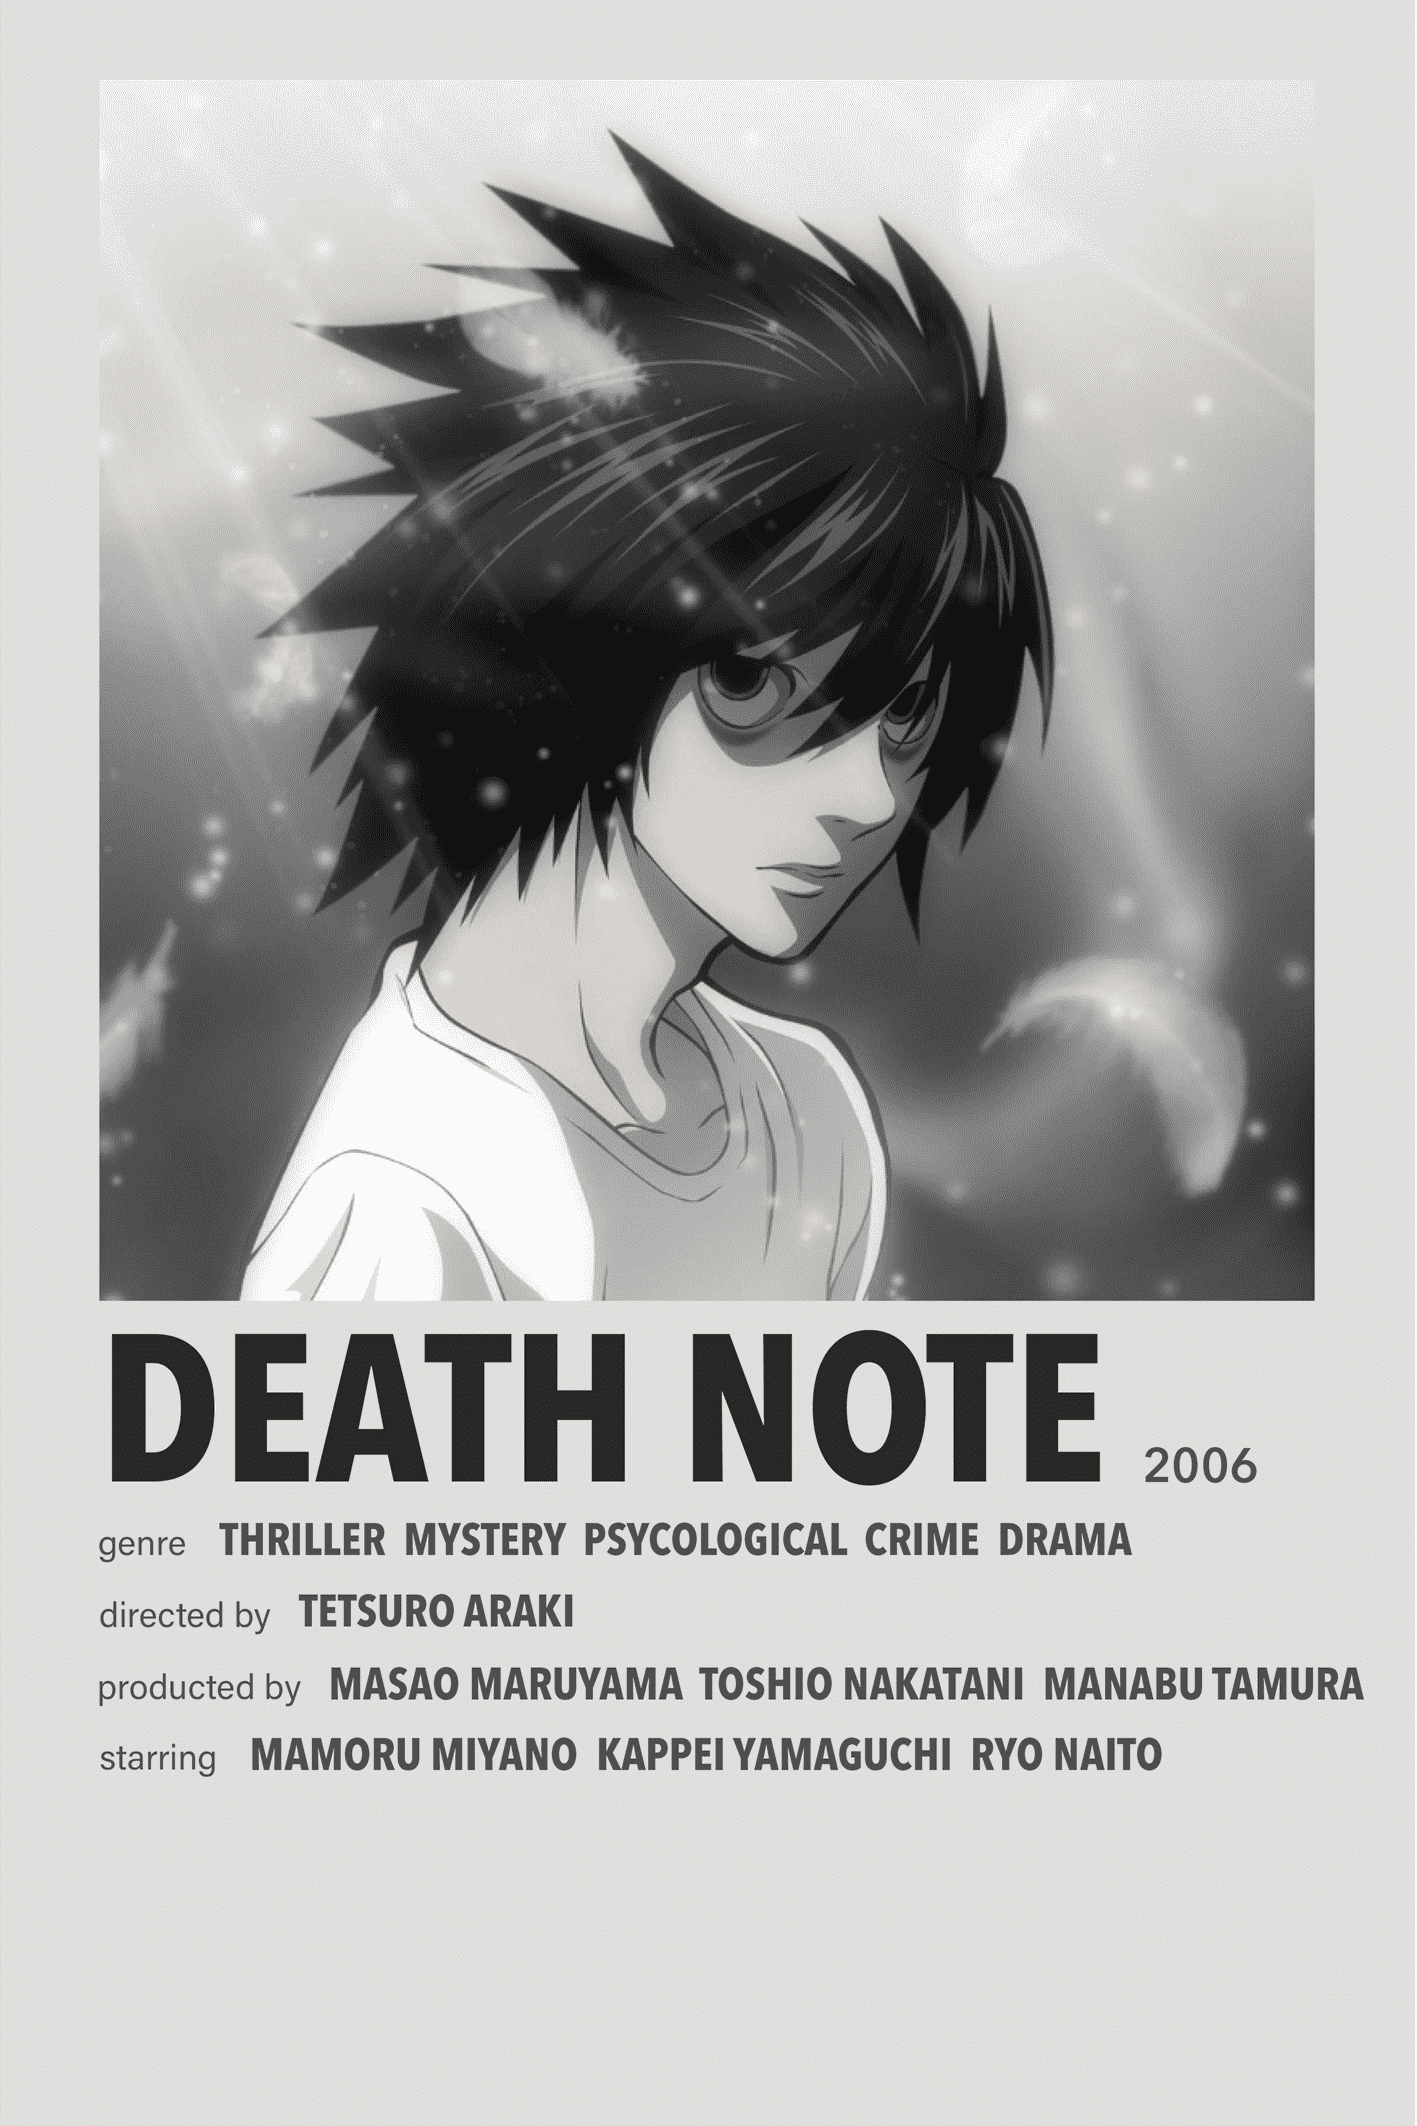 DEATH NOTE 2006
genre THRILLER MYSTERY PSYCOLOGICAL CRIME DRAMA
directed by TETSURO ARAKI
producted by MASAO MARUYAMA TOSHIO NAKATANI MANABU TAMURA
starring MAMORU MIYANO KAPPEI YAMAGUCHI RYO NAITO